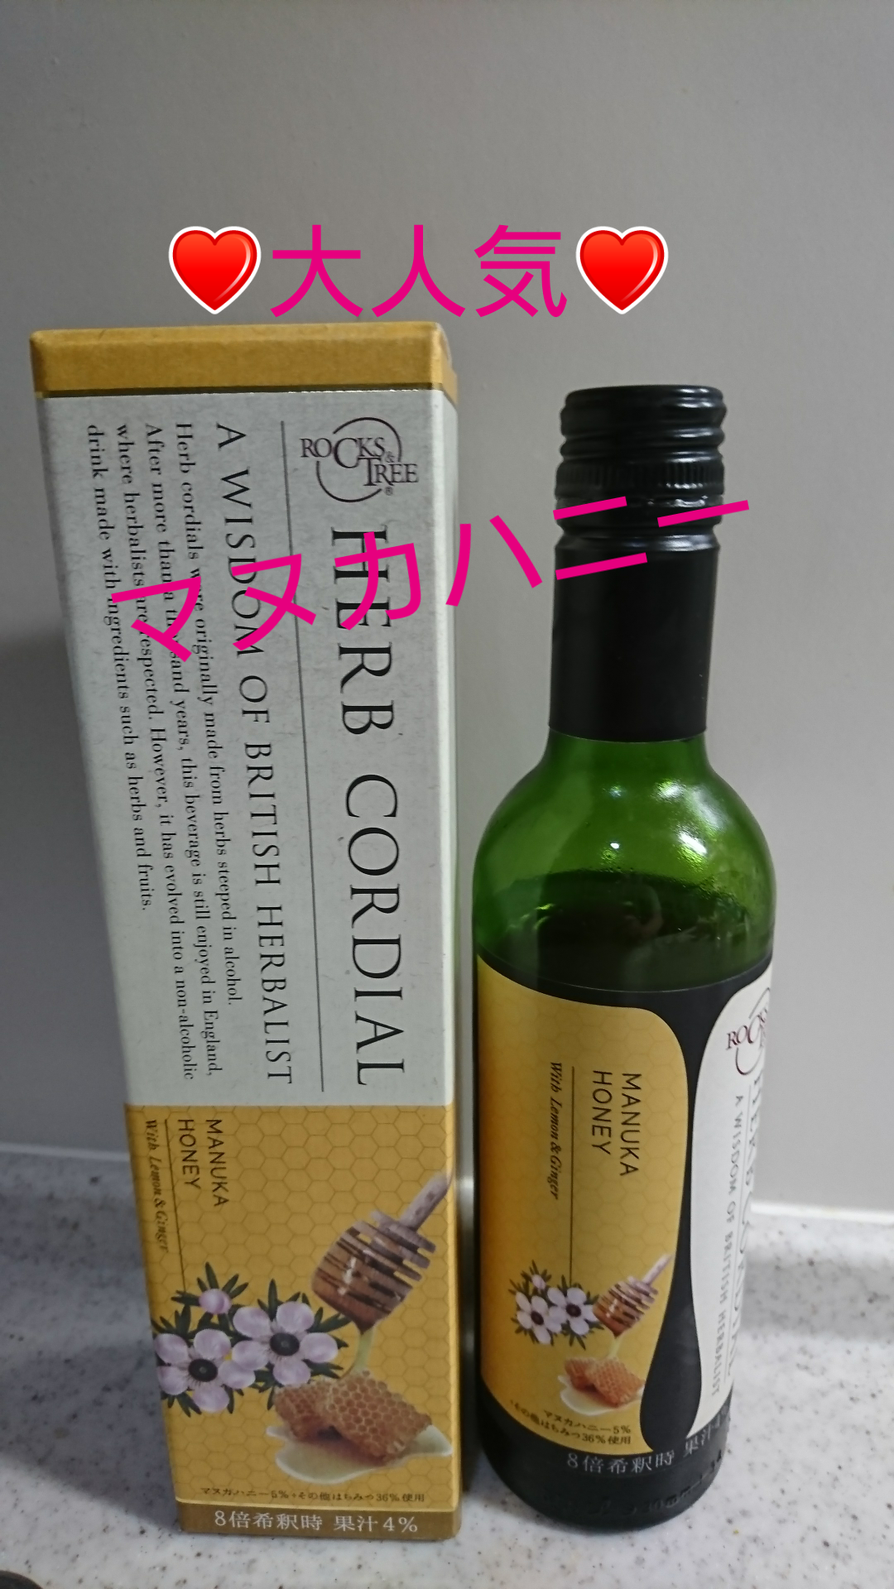 大人気
マヌカハニー
ROCKS & TREE®
HERB CORDIAL
A WISDOM OF BRITISH HERBALIST
Herb cordials were originally made from herbs steeped in alcohol.
After more than a thousand years, this beverage is still enjoyed in England,
where herbalists are respected. However, it has evolved into a non-alcoholic
drink made with ingredients such as herbs and fruits.
MANUKA
HONEY
With Lemon & Ginger
マヌカハニー5%・その他はちみつ36%使用
8倍希釈時 果汁4%
MANUKA
HONEY
With Lemon & Ginger
マヌカハニー5%
・その他はちみつ36%使用
8倍希釈時 果汁4
A WISDOM OF BRITISH HERBALIST